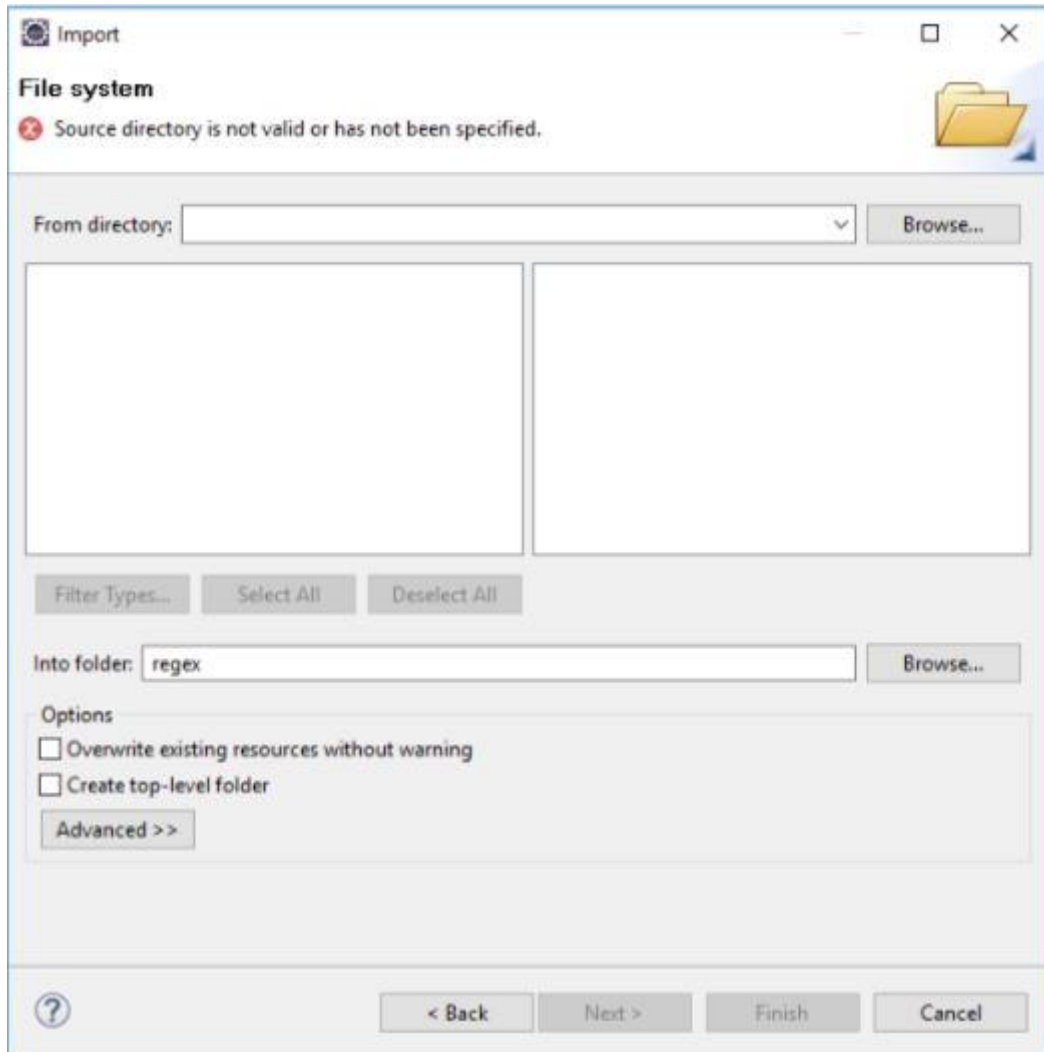 Import
File system
Source directory is not valid or has not been specified.
From directory: Browse...
Filter Types... Select All Deselect All
Into folder: regex Browse...
Options
Overwrite existing resources without warning
Create top-level folder
Advanced >>
? < Back Next > Finish Cancel